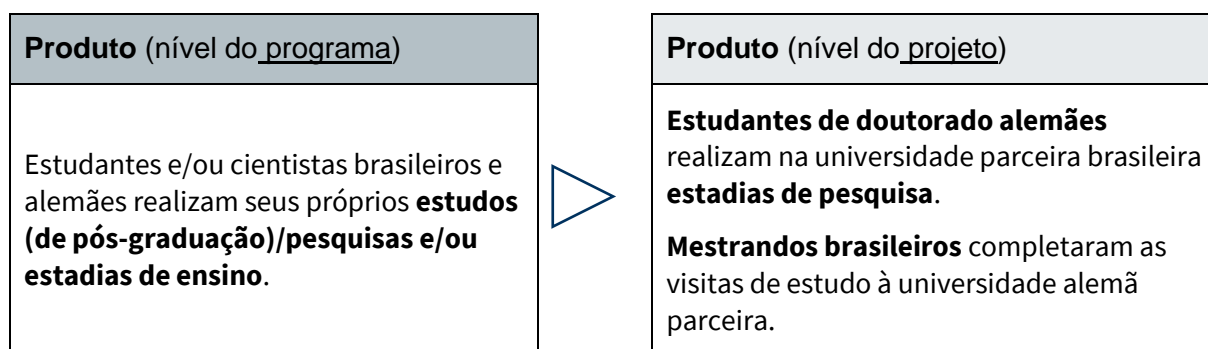 Produto (nível do programa)
Estudantes e/ou cientistas brasileiros e
alemães realizam seus próprios estudos
(de pós-graduação)/pesquisas e/ou
estadias de ensino.
Produto (nível do projeto)
Estudantes de doutorado alemães
realizam na universidade parceira brasileira
estadias de pesquisa.
Mestrandos brasileiros completaram as
visitas de estudo à universidade alemã
parceira.